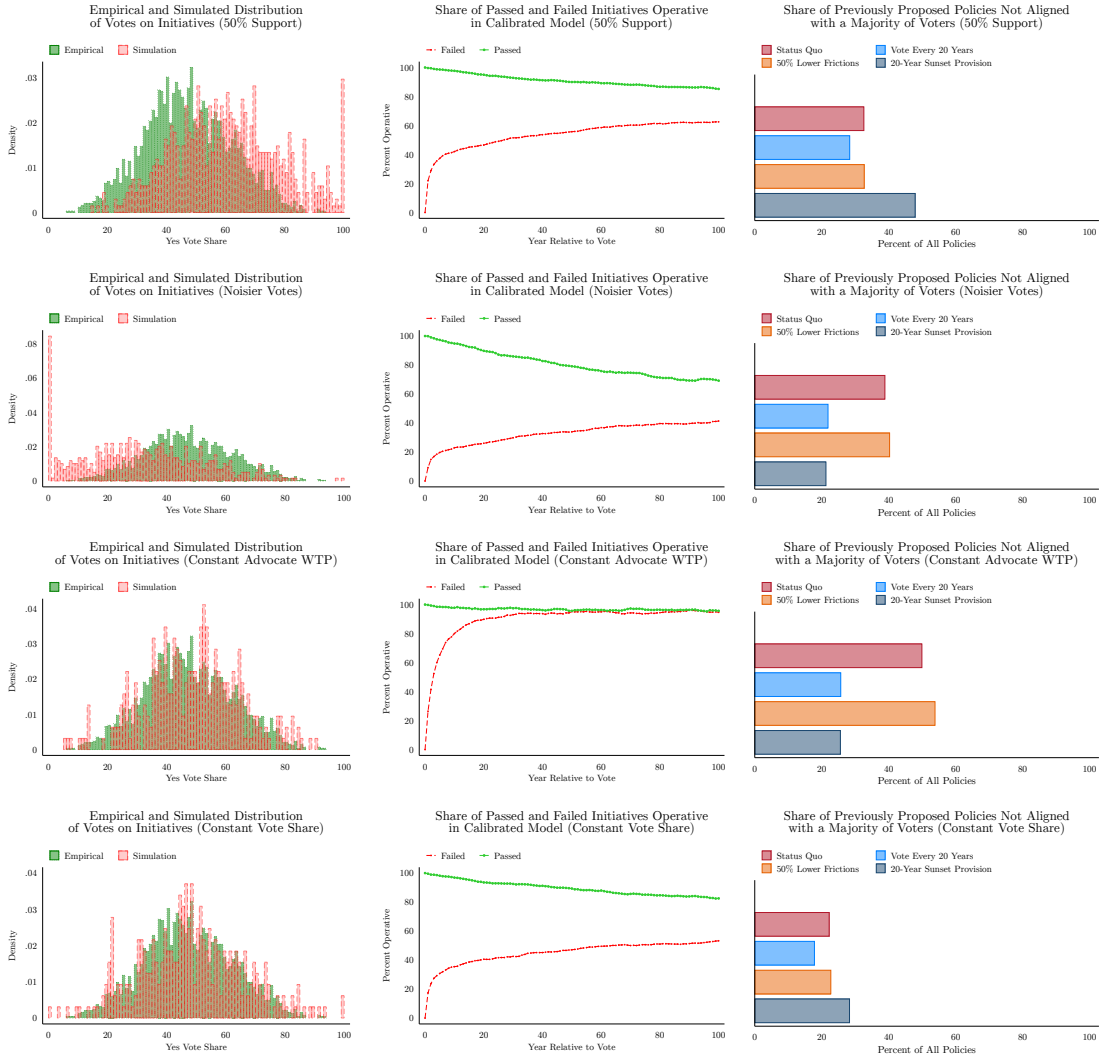 Empirical and Simulated Distribution
of Votes on Initiatives (50% Support)
Empirical
Simulation
.03
.02
.01
0
Density
0 20 40 60 80 100
Yes Vote Share
Share of Passed and Failed Initiatives Operative
in Calibrated Model (50% Support)
Failed
Passed
100
80
60
40
20
0
Percent Operative
0 20 40 60 80 100
Year Relative to Vote
Share of Previously Proposed Policies Not Aligned
with a Majority of Voters (50% Support)
Status Quo
Vote Every 20 Years
50% Lower Frictions
20-Year Sunset Provision
0 20 40 60 80 100
Percent of All Policies
Empirical and Simulated Distribution
of Votes on Initiatives (Noisier Votes)
Empirical
Simulation
.08
.06
.04
.02
0
Density
0 20 40 60 80 100
Yes Vote Share
Share of Passed and Failed Initiatives Operative
in Calibrated Model (Noisier Votes)
Failed
Passed
100
80
60
40
20
0
Percent Operative
0 20 40 60 80 100
Year Relative to Vote
Share of Previously Proposed Policies Not Aligned
with a Majority of Voters (Noisier Votes)
Status Quo
Vote Every 20 Years
50% Lower Frictions
20-Year Sunset Provision
0 20 40 60 80 100
Percent of All Policies
Empirical and Simulated Distribution
of Votes on Initiatives (Constant Advocate WTP)
Empirical
Simulation
.04
.03
.02
.01
0
Density
0 20 40 60 80 100
Yes Vote Share
Share of Passed and Failed Initiatives Operative
in Calibrated Model (Constant Advocate WTP)
Failed
Passed
100
80
60
40
20
0
Percent Operative
0 20 40 60 80 100
Year Relative to Vote
Share of Previously Proposed Policies Not Aligned
with a Majority of Voters (Constant Advocate WTP)
Status Quo
Vote Every 20 Years
50% Lower Frictions
20-Year Sunset Provision
0 20 40 60 80 100
Percent of All Policies
Empirical and Simulated Distribution
of Votes on Initiatives (Constant Vote Share)
Empirical
Simulation
.04
.03
.02
.01
0
Density
0 20 40 60 80 100
Yes Vote Share
Share of Passed and Failed Initiatives Operative
in Calibrated Model (Constant Vote Share)
Failed
Passed
100
80
60
40
20
0
Percent Operative
0 20 40 60 80 100
Year Relative to Vote
Share of Previously Proposed Policies Not Aligned
with a Majority of Voters (Constant Vote Share)
Status Quo
Vote Every 20 Years
50% Lower Frictions
20-Year Sunset Provision
0 20 40 60 80 100
Percent of All Policies